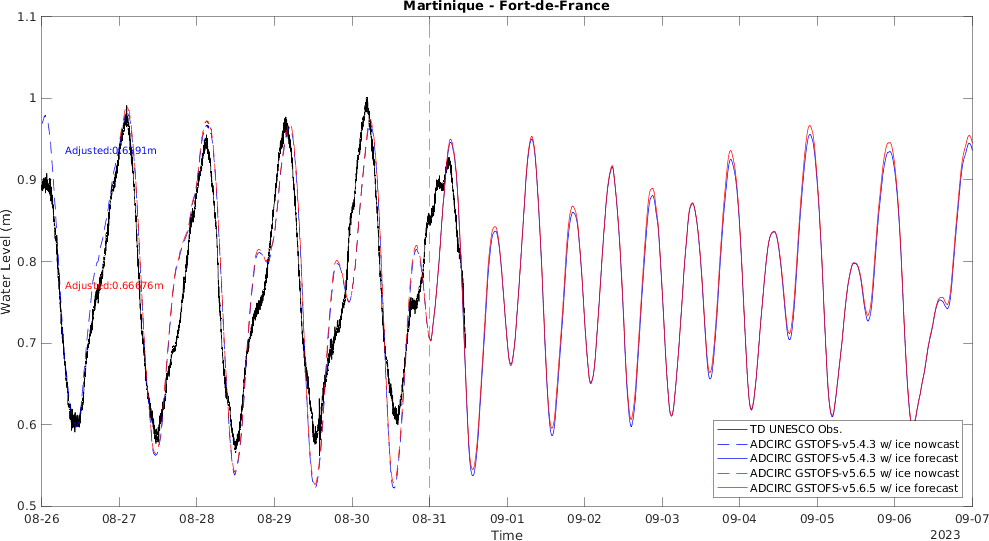 Martinique - Fort-de-France
1.1
1
0.9
0.8
0.7
0.6
0.5
Water Level (m)
Adjusted:0.6591m
Adjusted:0.66676m
TD UNESCO Obs.
ADCIRC GSTOFS-v5.4.3 w/ ice nowcast
ADCIRC GSTOFS-v5.4.3 w/ ice forecast
ADCIRC GSTOFS-v5.6.5 w/ ice nowcast
ADCIRC GSTOFS-v5.6.5 w/ ice forecast
08-26 08-27 08-28 08-29 08-30 08-31 09-01 09-02 09-03 09-04 09-05 09-06 09-07
Time
2023